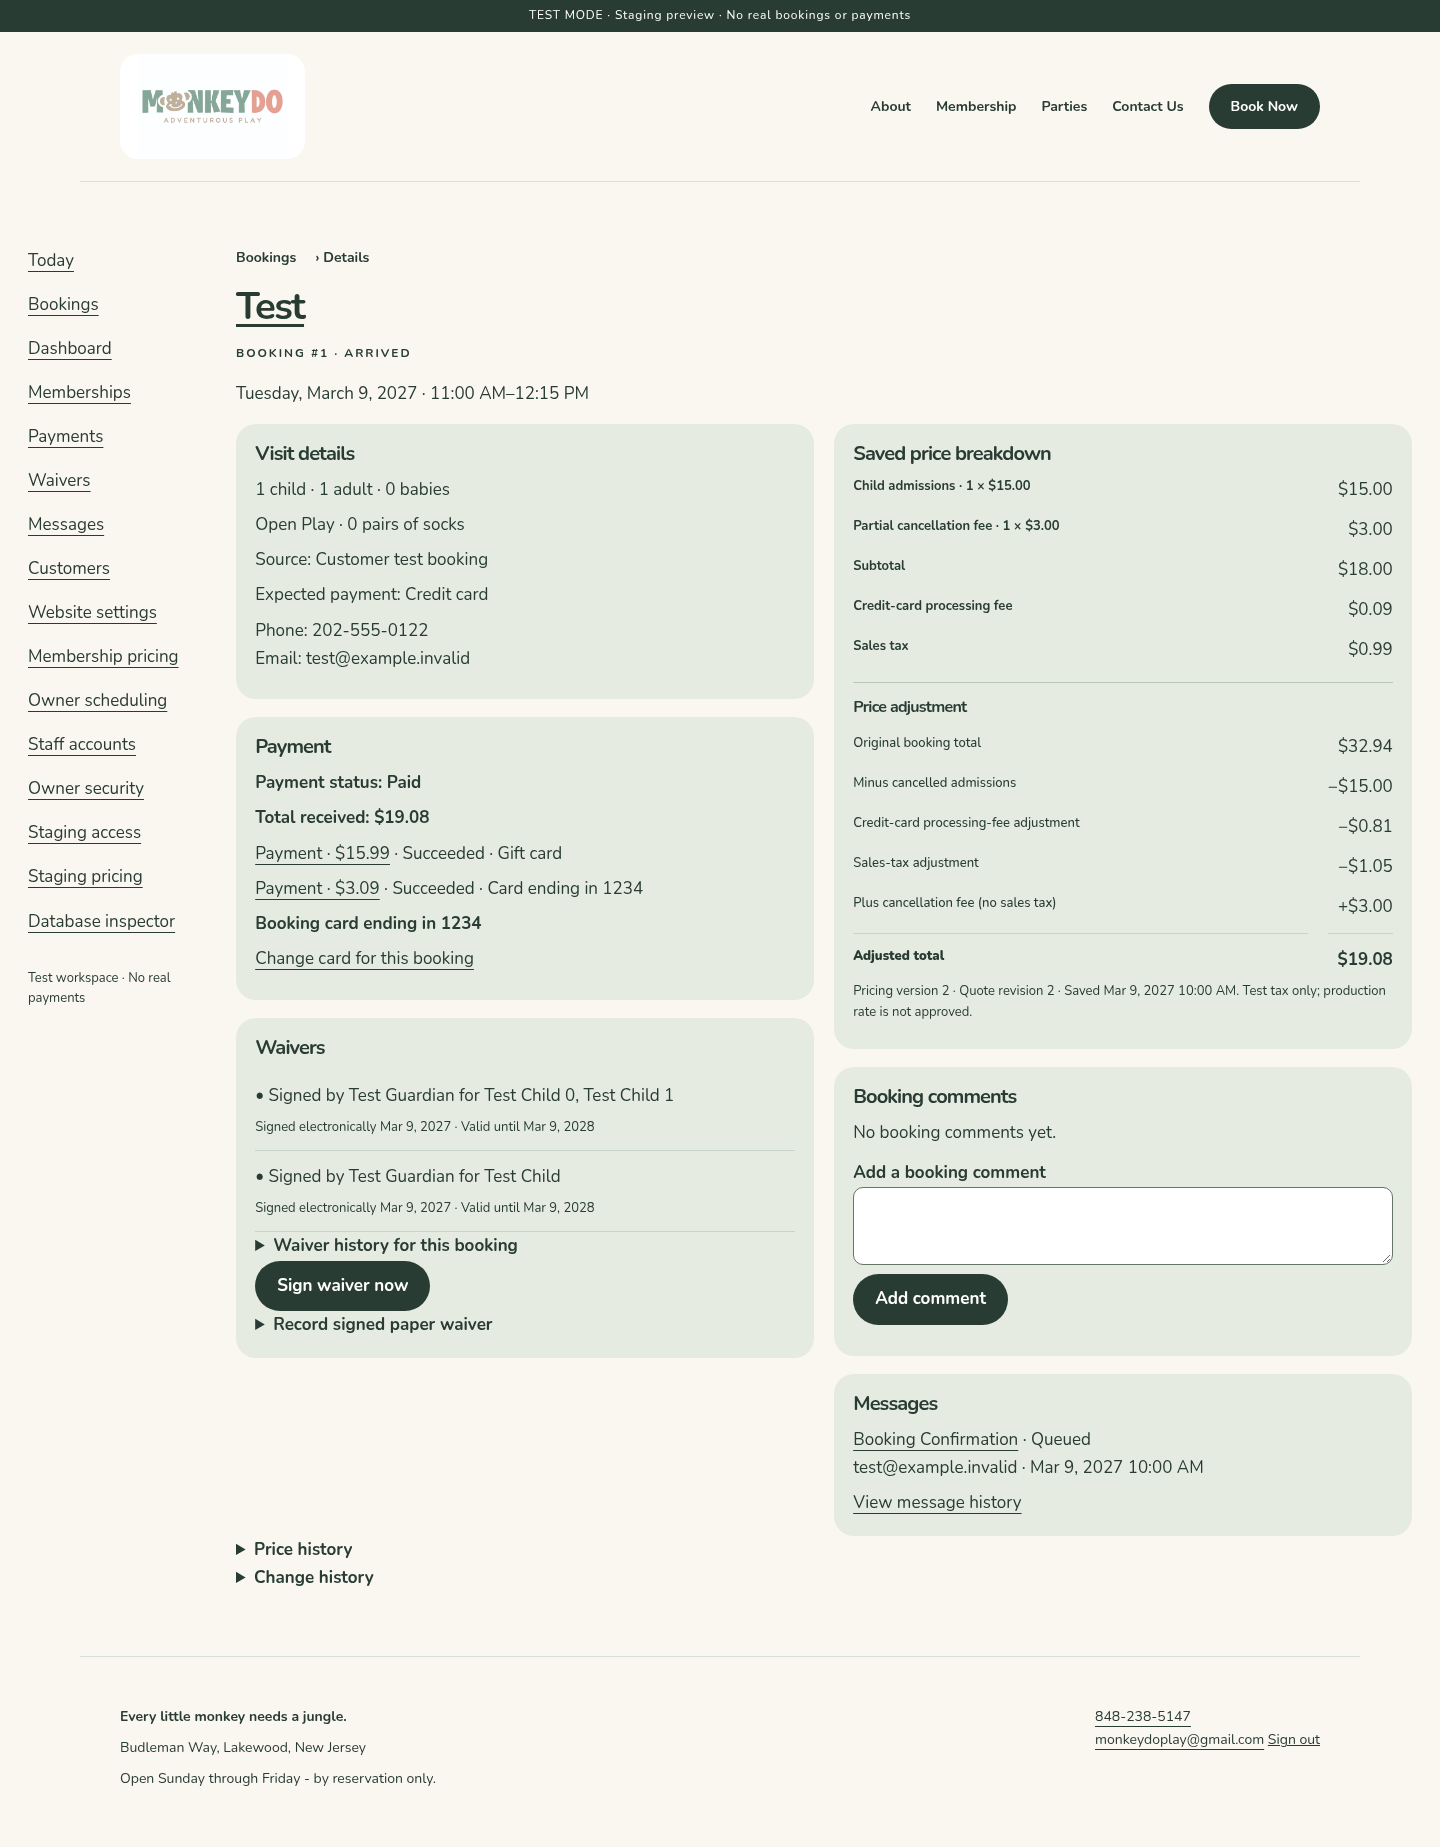 TEST MODE · Staging preview · No real bookings or payments
MONKEYDO
ADVENTUROUS PLAY
About
Membership
Parties
Contact Us
Book Now
Today
Bookings
Dashboard
Memberships
Payments
Waivers
Messages
Customers
Website settings
Membership pricing
Owner scheduling
Staff accounts
Owner security
Staging access
Staging pricing
Database inspector
Test workspace · No real
payments
Bookings › Details
Test
BOOKING #1 · ARRIVED
Tuesday, March 9, 2027 · 11:00 AM–12:15 PM
Visit details
1 child · 1 adult · 0 babies
Open Play · 0 pairs of socks
Source: Customer test booking
Expected payment: Credit card
Phone: 202-555-0122
Email: test@example.invalid
Payment
Payment status: Paid
Total received: $19.08
Payment · $15.99 · Succeeded · Gift card
Payment · $3.09 · Succeeded · Card ending in 1234
Booking card ending in 1234
Change card for this booking
Waivers
• Signed by Test Guardian for Test Child 0, Test Child 1
Signed electronically Mar 9, 2027 · Valid until Mar 9, 2028
• Signed by Test Guardian for Test Child
Signed electronically Mar 9, 2027 · Valid until Mar 9, 2028
▶ Waiver history for this booking
Sign waiver now
▶ Record signed paper waiver
Saved price breakdown
Child admissions · 1 × $15.00 $15.00
Partial cancellation fee · 1 × $3.00 $3.00
Subtotal $18.00
Credit-card processing fee $0.09
Sales tax $0.99
Price adjustment
Original booking total $32.94
Minus cancelled admissions −$15.00
Credit-card processing-fee adjustment −$0.81
Sales-tax adjustment −$1.05
Plus cancellation fee (no sales tax) +$3.00
Adjusted total $19.08
Pricing version 2 · Quote revision 2 · Saved Mar 9, 2027 10:00 AM. Test tax only; production
rate is not approved.
Booking comments
No booking comments yet.
Add a booking comment
Add comment
Messages
Booking Confirmation · Queued
test@example.invalid · Mar 9, 2027 10:00 AM
View message history
▶ Price history
▶ Change history
Every little monkey needs a jungle.
Budleman Way, Lakewood, New Jersey
Open Sunday through Friday - by reservation only.
848-238-5147
monkeydoplay@gmail.com Sign out